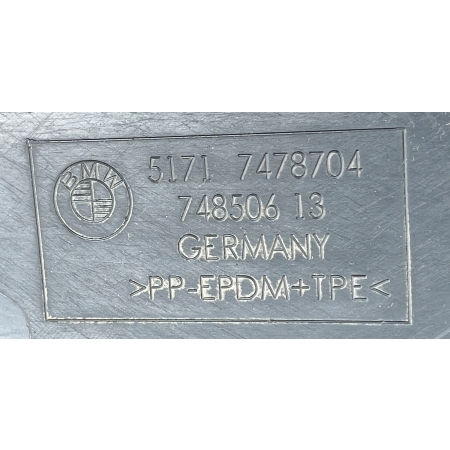 BMW
5171 7478704
748506 13
GERMANY
>PP-EPDM+TPE<